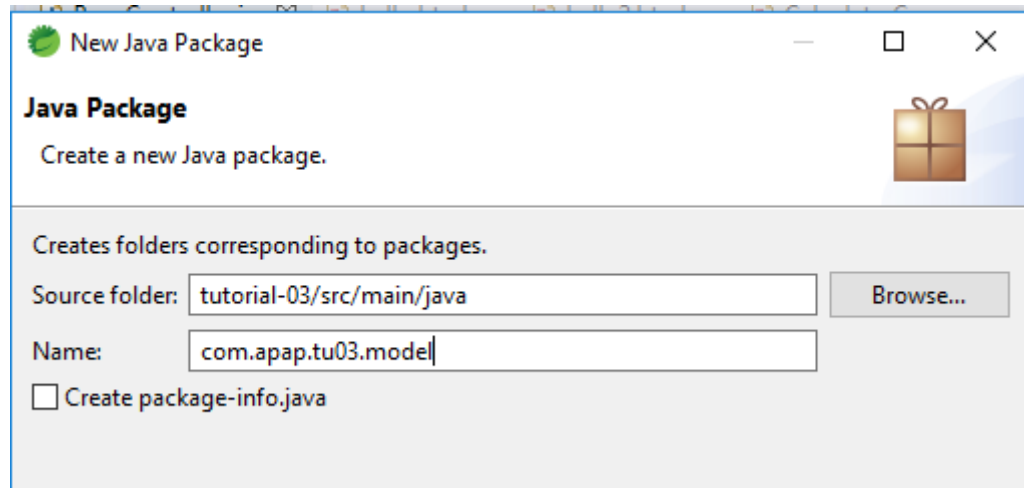 New Java Package
Java Package
Create a new Java package.
Creates folders corresponding to packages.
Source folder: tutorial-03/src/main/java Browse...
Name: com.apap.tu03.model
Create package-info.java